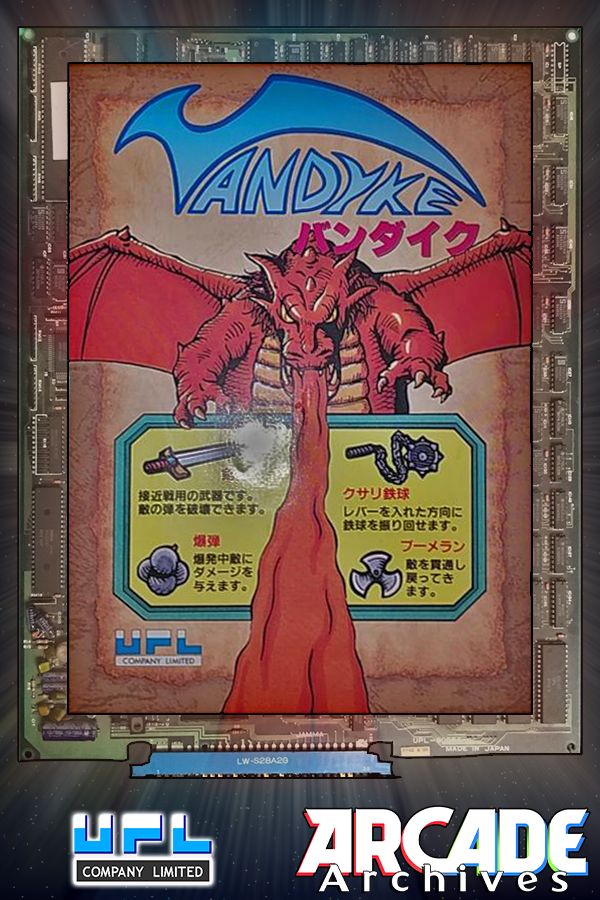 VANDYKE
バンダイク
接近戦用の武器です。
敵の弾を破壊できます。
クサリ鉄球
レバーを入れた方向に
鉄球を振り回せます。
爆弾
爆発中敵に
ダメージを
与えます。
ブーメラン
敵を貫通し
戻ってき
ます。
UPL
COMPANY LIMITED
JAMMA
MADE IN JAPAN
LW-S28A20
UPL
COMPANY LIMITED
ARCADE
Archives